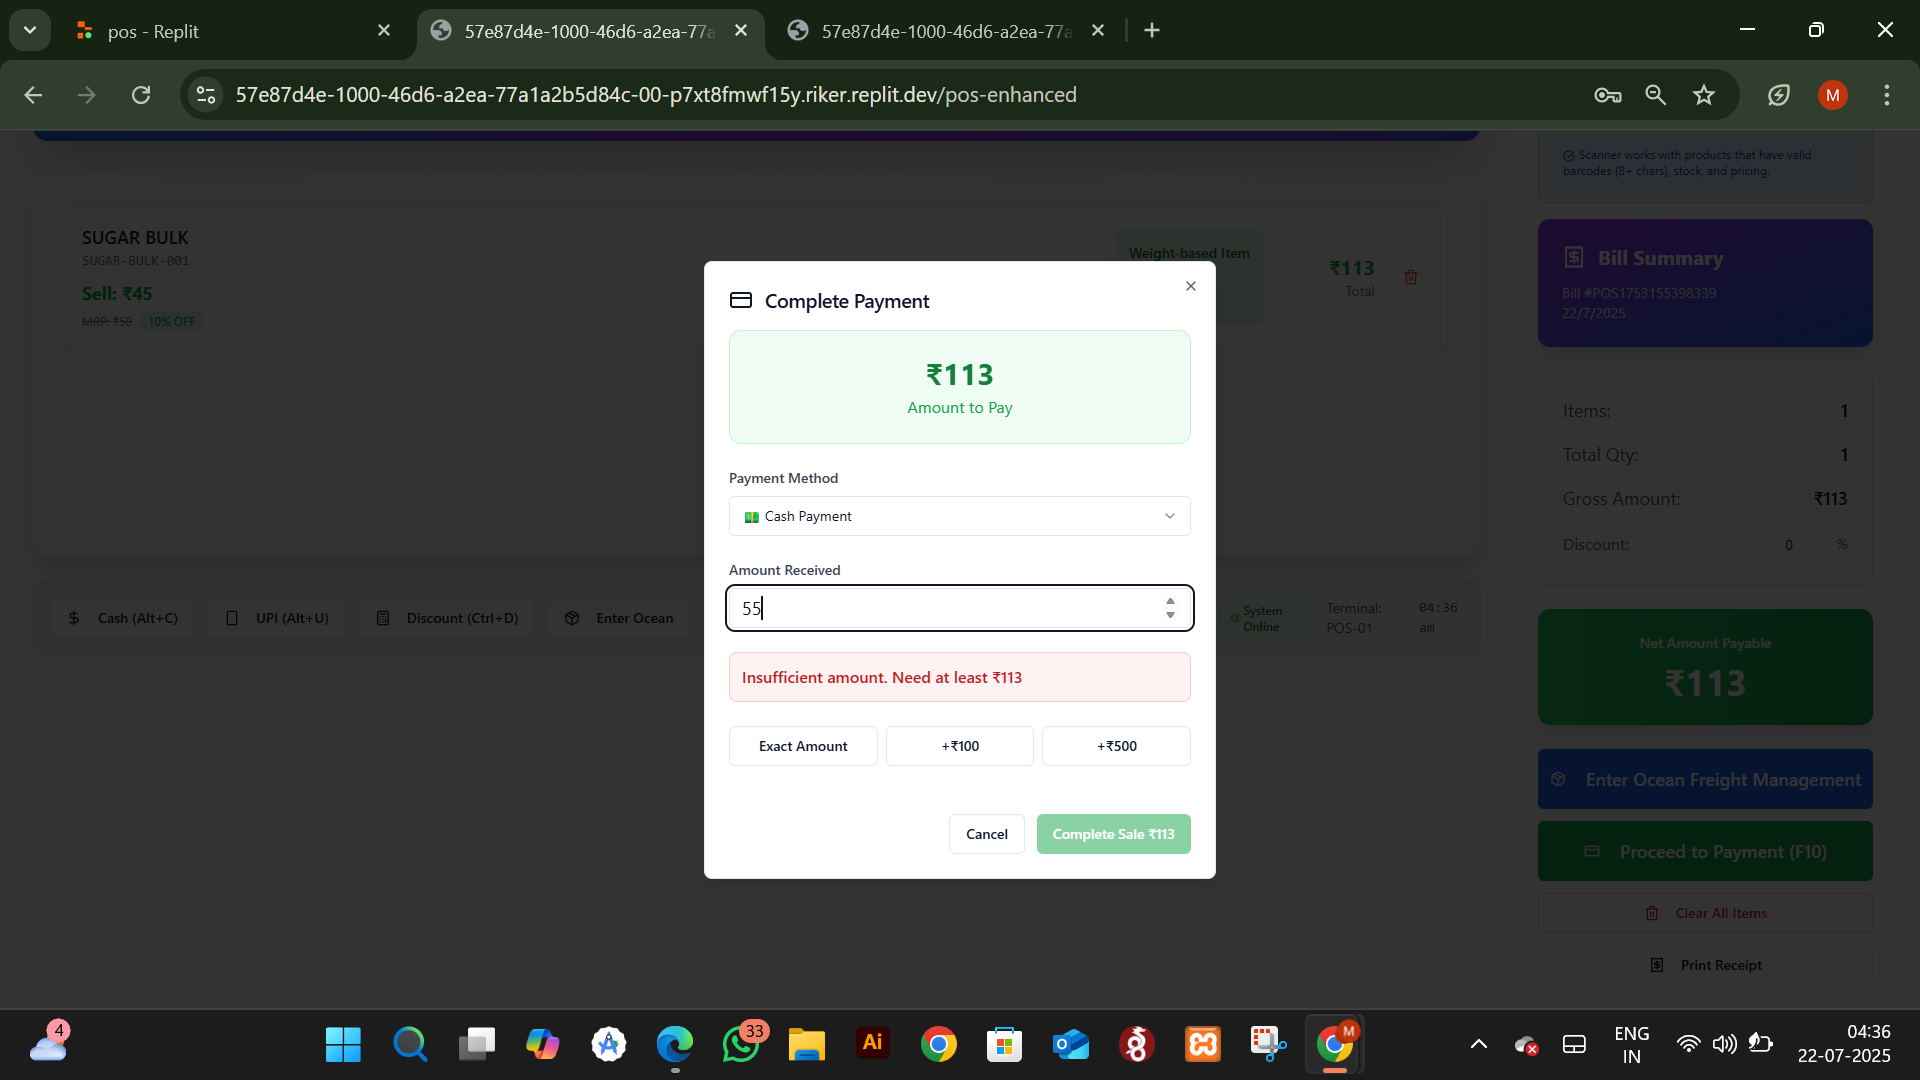 pos - Replit
57e87d4e-1000-46d6-a2ea-77a
57e87d4e-1000-46d6-a2ea-77a
57e87d4e-1000-46d6-a2ea-77a1a2b5d84c-00-p7xt8fmwf15y.riker.replit.dev/pos-enhanced
M
Scanner works with products that have valid
barcodes (8+ chars), stock, and pricing.
SUGAR BULK
SUGAR-BULK-001
Sell: ₹45
MRP: ₹50
10% OFF
Weight-based Item
₹113
Total
Bill Summary
Bill #POS1753155398339
22/7/2025
Items:
1
Total Qty:
1
Gross Amount:
₹113
Discount:
0
%
Complete Payment
₹113
Amount to Pay
Payment Method
Cash Payment
Amount Received
55
Insufficient amount. Need at least ₹113
Exact Amount
+₹100
+₹500
Cancel
Complete Sale ₹113
Cash (Alt+C)
UPI (Alt+U)
Discount (Ctrl+D)
Enter Ocean
System
Online
Terminal:
POS-01
04:36
am
Net Amount Payable
₹113
Enter Ocean Freight Management
Proceed to Payment (F10)
Clear All Items
Print Receipt
4
33
Ai
M
ENG
IN
04:36
22-07-2025